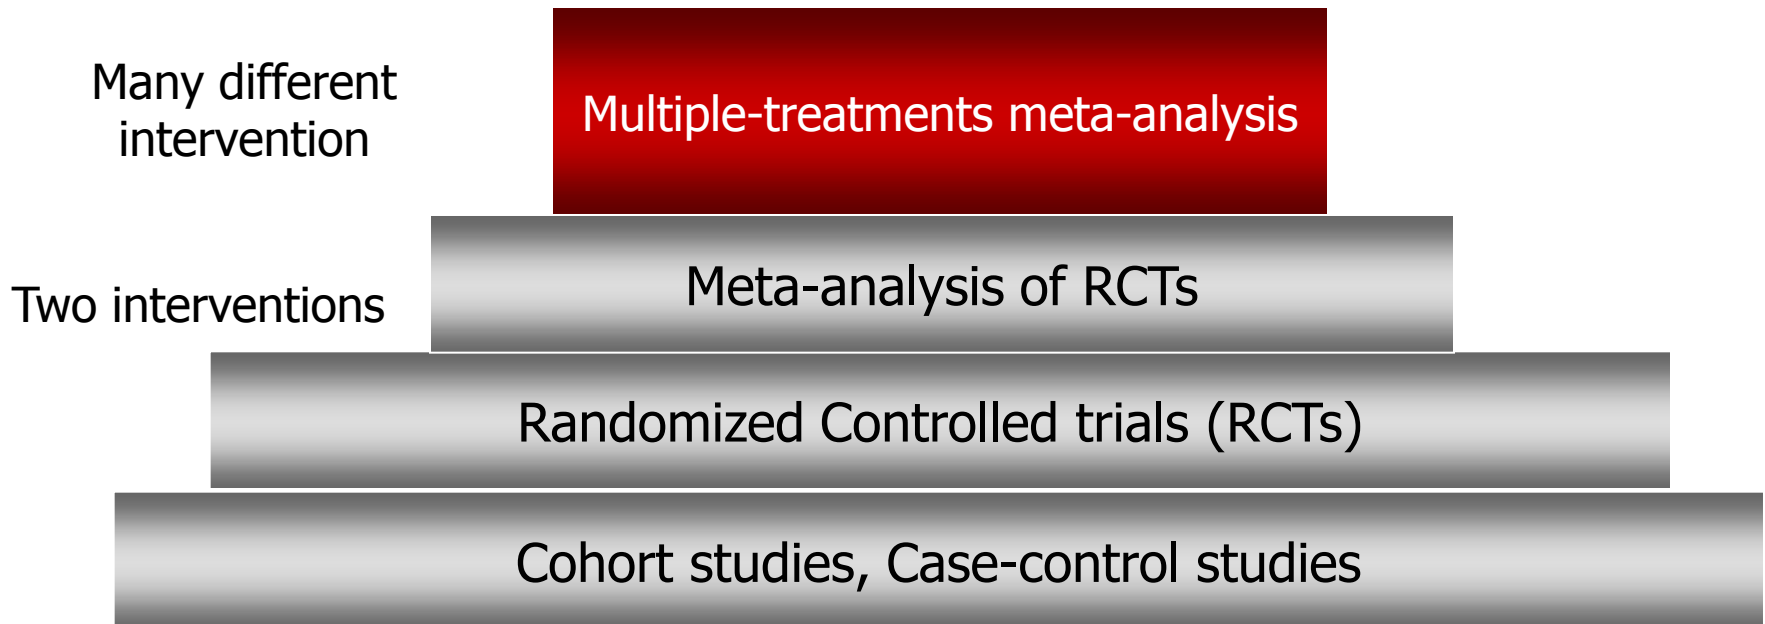 Many different
intervention
Multiple-treatments meta-analysis
Two interventions
Meta-analysis of RCTs
Randomized Controlled trials (RCTs)
Cohort studies, Case-control studies